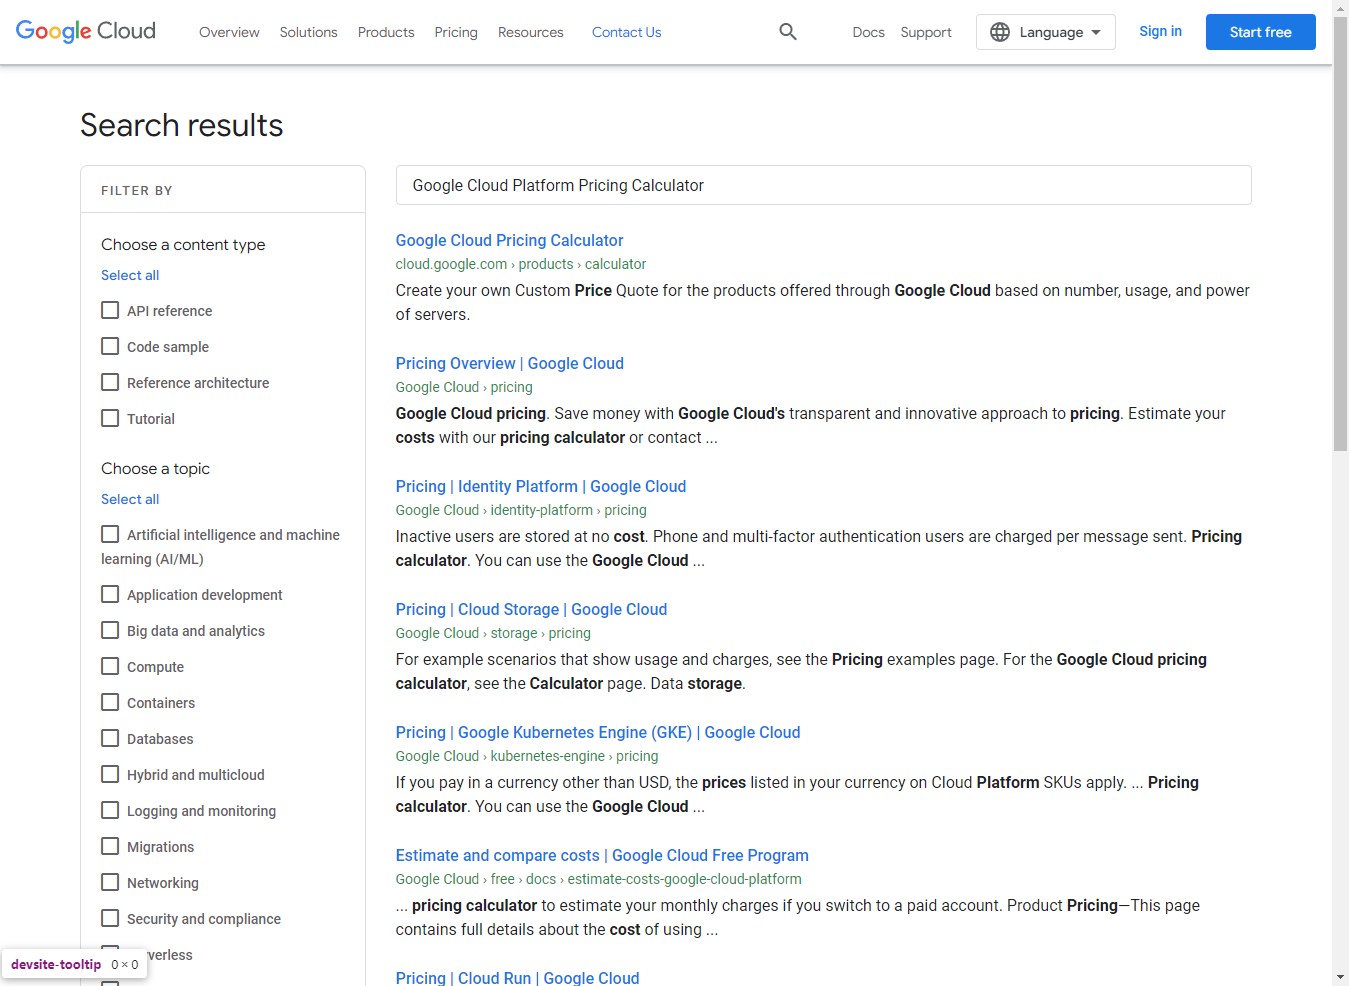 Google Cloud
Overview
Solutions
Products
Pricing
Resources
Contact Us
Docs
Support
Language
Sign in
Start free
Search results
FILTER BY
Choose a content type
Select all
API reference
Code sample
Reference architecture
Tutorial
Choose a topic
Select all
Artificial intelligence and machine
learning (AI/ML)
Application development
Big data and analytics
Compute
Containers
Databases
Hybrid and multicloud
Logging and monitoring
Migrations
Networking
Security and compliance
verless
devsite-tooltip 0 × 0
Google Cloud Platform Pricing Calculator
Google Cloud Pricing Calculator
cloud.google.com › products › calculator
Create your own Custom Price Quote for the products offered through Google Cloud based on number, usage, and power
of servers.
Pricing Overview | Google Cloud
Google Cloud › pricing
Google Cloud pricing. Save money with Google Cloud's transparent and innovative approach to pricing. Estimate your
costs with our pricing calculator or contact ...
Pricing | Identity Platform | Google Cloud
Google Cloud › identity-platform › pricing
Inactive users are stored at no cost. Phone and multi-factor authentication users are charged per message sent. Pricing
calculator. You can use the Google Cloud ...
Pricing | Cloud Storage | Google Cloud
Google Cloud › storage › pricing
For example scenarios that show usage and charges, see the Pricing examples page. For the Google Cloud pricing
calculator, see the Calculator page. Data storage.
Pricing | Google Kubernetes Engine (GKE) | Google Cloud
Google Cloud › kubernetes-engine › pricing
If you pay in a currency other than USD, the prices listed in your currency on Cloud Platform SKUs apply. ... Pricing
calculator. You can use the Google Cloud ...
Estimate and compare costs | Google Cloud Free Program
Google Cloud › free › docs › estimate-costs-google-cloud-platform
... pricing calculator to estimate your monthly charges if you switch to a paid account. Product Pricing—This page
contains full details about the cost of using ...
Pricing | Cloud Run | Google Cloud